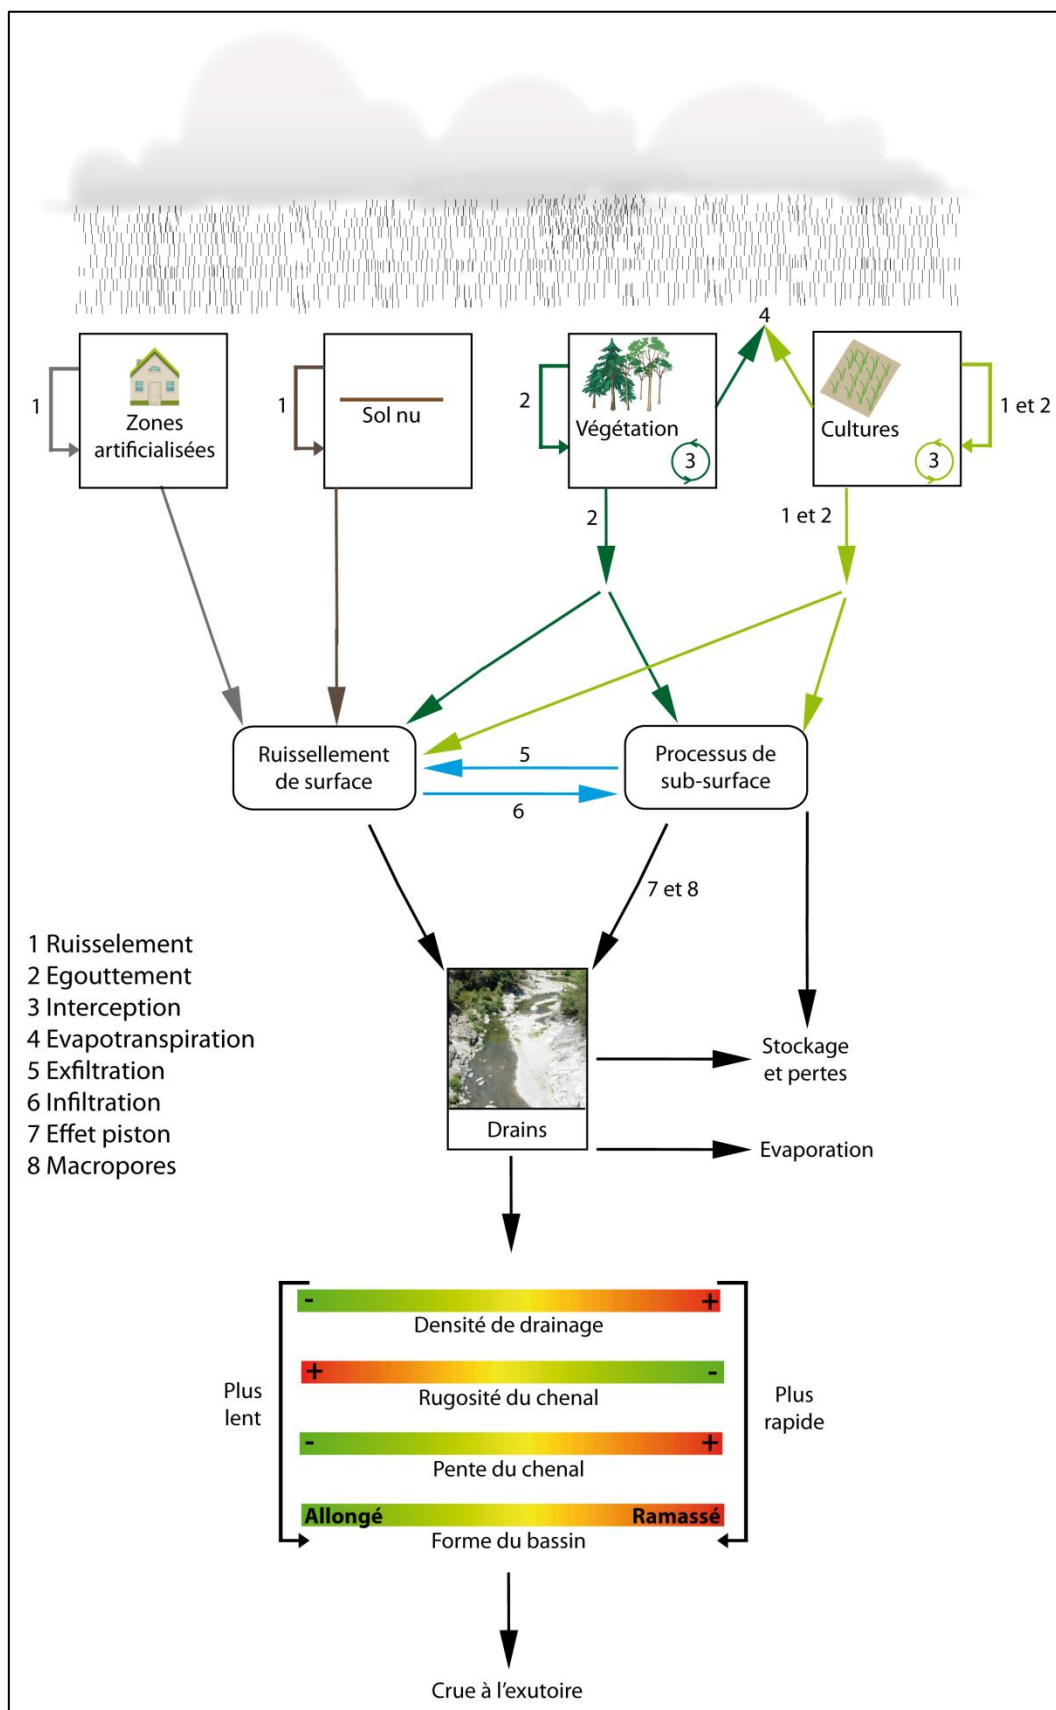 4
1
Zones
artificialisées
1
Sol nu
2
Végétation
3
Cultures
3
1 et 2
2
1 et 2
Ruissellement
de surface
5
6
Processus de
sub-surface
7 et 8
1 Ruisselement
2 Egouttement
3 Interception
4 Evapotranspiration
5 Exfiltration
6 Infiltration
7 Effet piston
8 Macropores
Drains
Stockage
et pertes
Evaporation
Plus
lent
- +
Densité de drainage
+ -
Rugosité du chenal
- +
Pente du chenal
Allongé Ramassé
Forme du bassin
Plus
rapide
Crue à l'exutoire